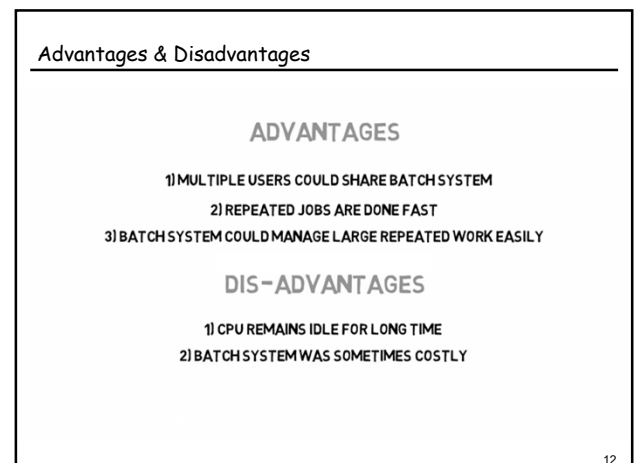 Advantages & Disadvantages
ADVANTAGES
1) MULTIPLE USERS COULD SHARE BATCH SYSTEM
2) REPEATED JOBS ARE DONE FAST
3) BATCH SYSTEM COULD MANAGE LARGE REPEATED WORK EASILY
DIS-ADVANTAGES
1) CPU REMAINS IDLE FOR LONG TIME
2) BATCH SYSTEM WAS SOMETIMES COSTLY
12